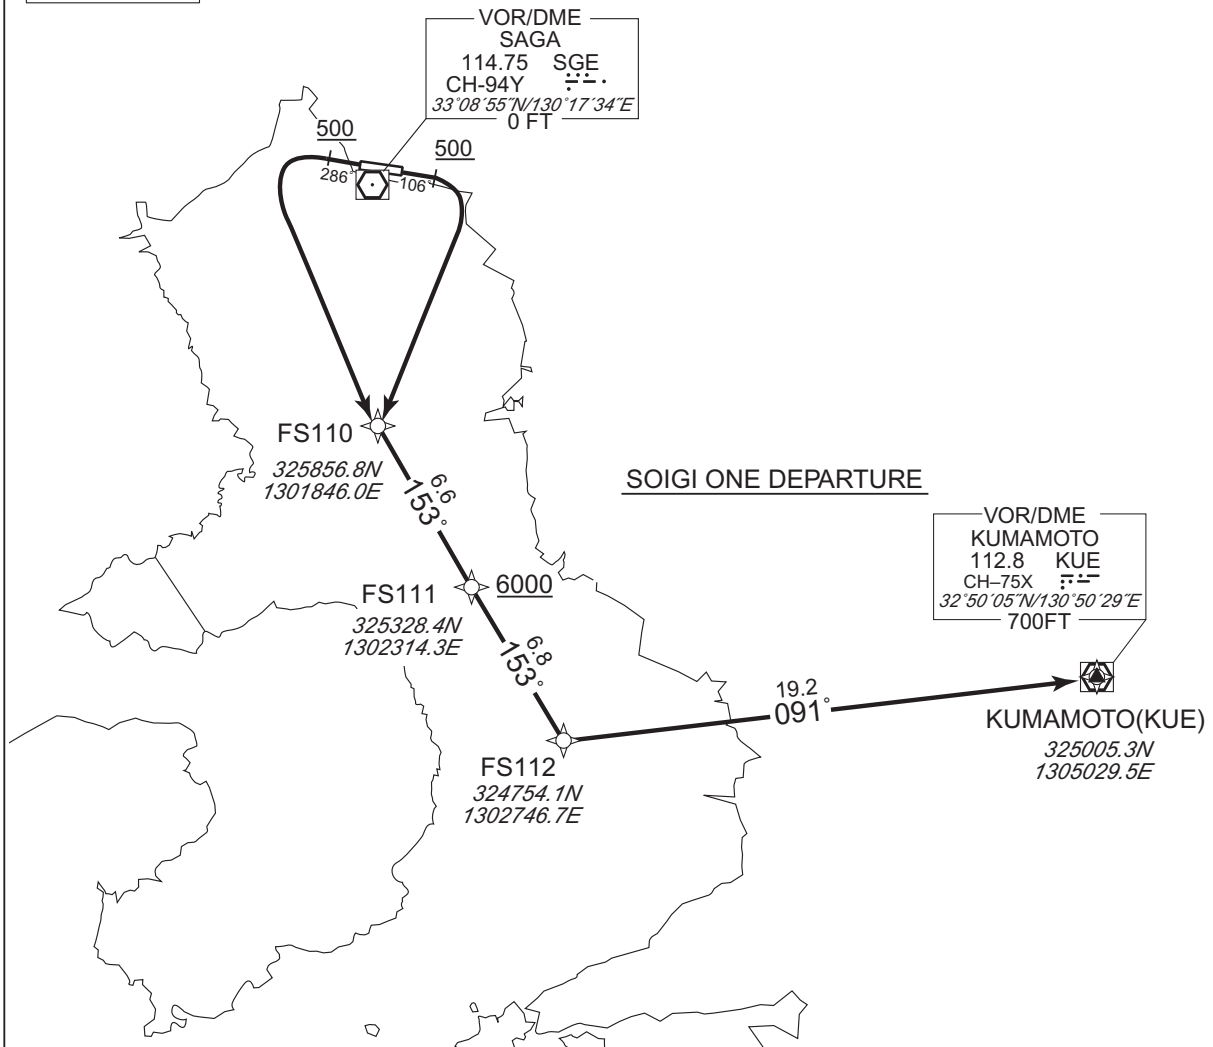 VOR/DME
SAGA
114.75 SGE
CH-94Y
33°08´55˝N/130°17´34˝E
0 FT
500
500
286°
106°
FS110
325856.8N
1301846.0E
6.6
153°
SOIGI ONE DEPARTURE
VOR/DME
KUMAMOTO
112.8 KUE
CH–75X
32°50´05˝N/130°50´29˝E
700FT
FS111
6000
325328.4N
1302314.3E
6.8
153°
19.2
091°
KUMAMOTO(KUE)
325005.3N
1305029.5E
FS112
324754.1N
1302746.7E